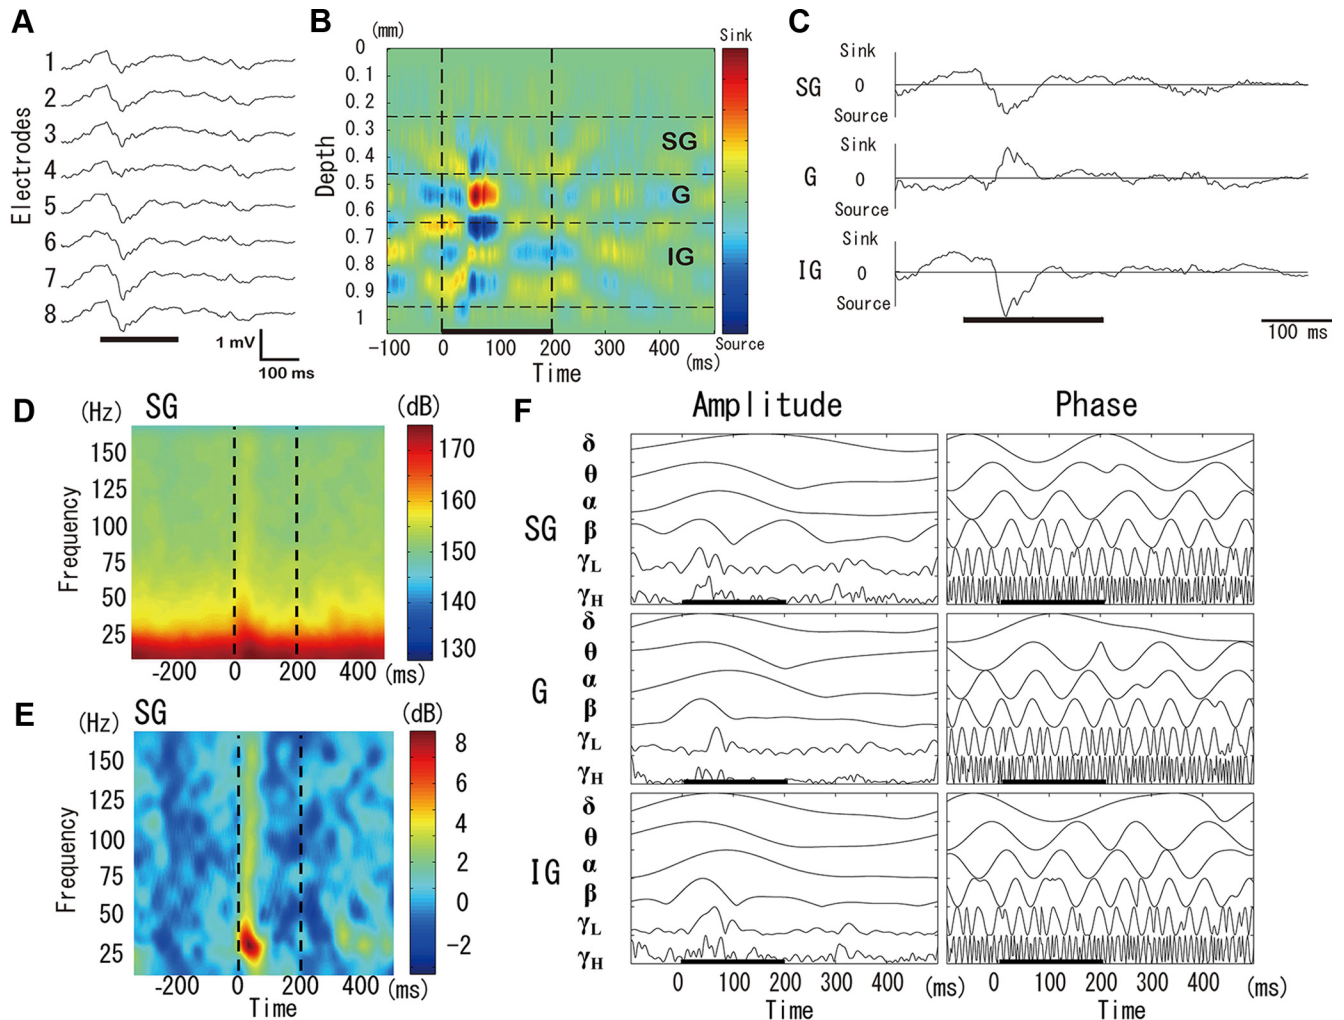 A
Electrodes
1
2
3
4
5
6
7
8
1 mV
100 ms
B
(mm)
Depth
0
0.1
0.2
0.3
0.4
0.5
0.6
0.7
0.8
0.9
1
SG
G
IG
-100 0 100 200 300 400 (ms)
Time
Sink
Source
C
SG
Sink
0
Source
G
Sink
0
Source
IG
Sink
0
Source
100 ms
D
(Hz) SG (dB)
Frequency
150
125
100
75
50
25
-200 0 200 400 (ms)
170
160
150
140
130
E
(Hz) SG (dB)
Frequency
150
125
100
75
50
25
-200 0 200 400 (ms)
Time
8
6
4
2
0
-2
F
Amplitude Phase
SG
δ
θ
α
β
γL
γH
G
δ
θ
α
β
γL
γH
IG
δ
θ
α
β
γL
γH
0 100 200 300 400 (ms)
Time
0 100 200 300 400 (ms)
Time